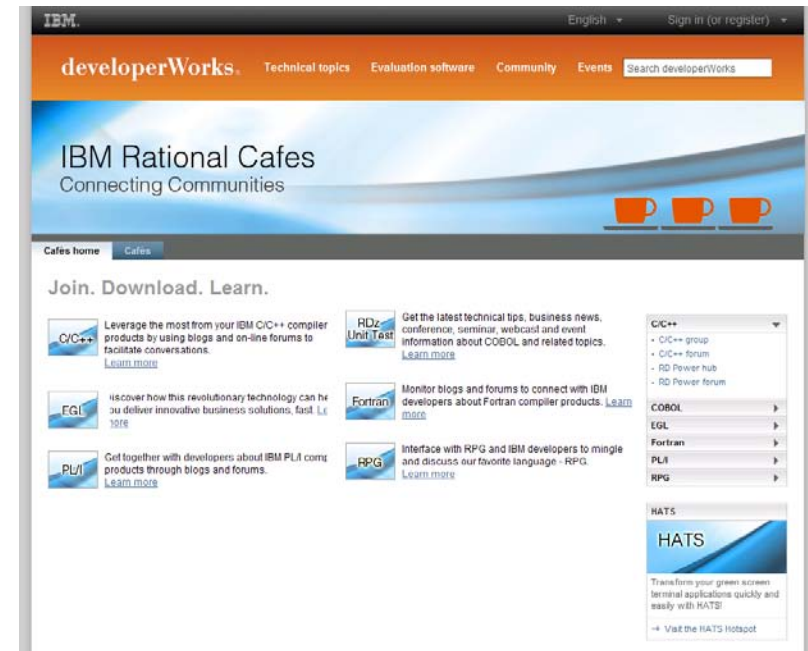 IBM.
English
Sign in (or register)
developerWorks.
Technical topics
Evaluation software
Community
Events
Search developerWorks
IBM Rational Cafes
Connecting Communities
Cafès home
Cafès
Join. Download. Learn.
C/C++
Leverage the most from your IBM C/C++ compiler
products by using blogs and on-line forums to
facilitate conversations.
Learn more
EGL
iscover how this revolutionary technology can he
ou deliver innovative business solutions, fast. Le
ore
PL/I
Get together with developers about IBM PL/I comp
products through blogs and forums.
Learn more
RDz
Unit Test
Get the latest technical tips, business news,
conference, seminar, webcast and event
information about COBOL and related topics.
Learn more
Fortran
Monitor blogs and forums to connect with IBM
developers about Fortran compiler products. Learn
more
RPG
Interface with RPG and IBM developers to mingle
and discuss our favorite language - RPG.
Learn more
C/C++
C/C++ group
C/C++ forum
RD Power hub
RD Power forum
COBOL
EGL
Fortran
PL/I
RPG
HATS
HATS
Transform your green screen
terminal applications quickly and
easily with HATS!
→ Visit the HATS Hotspot